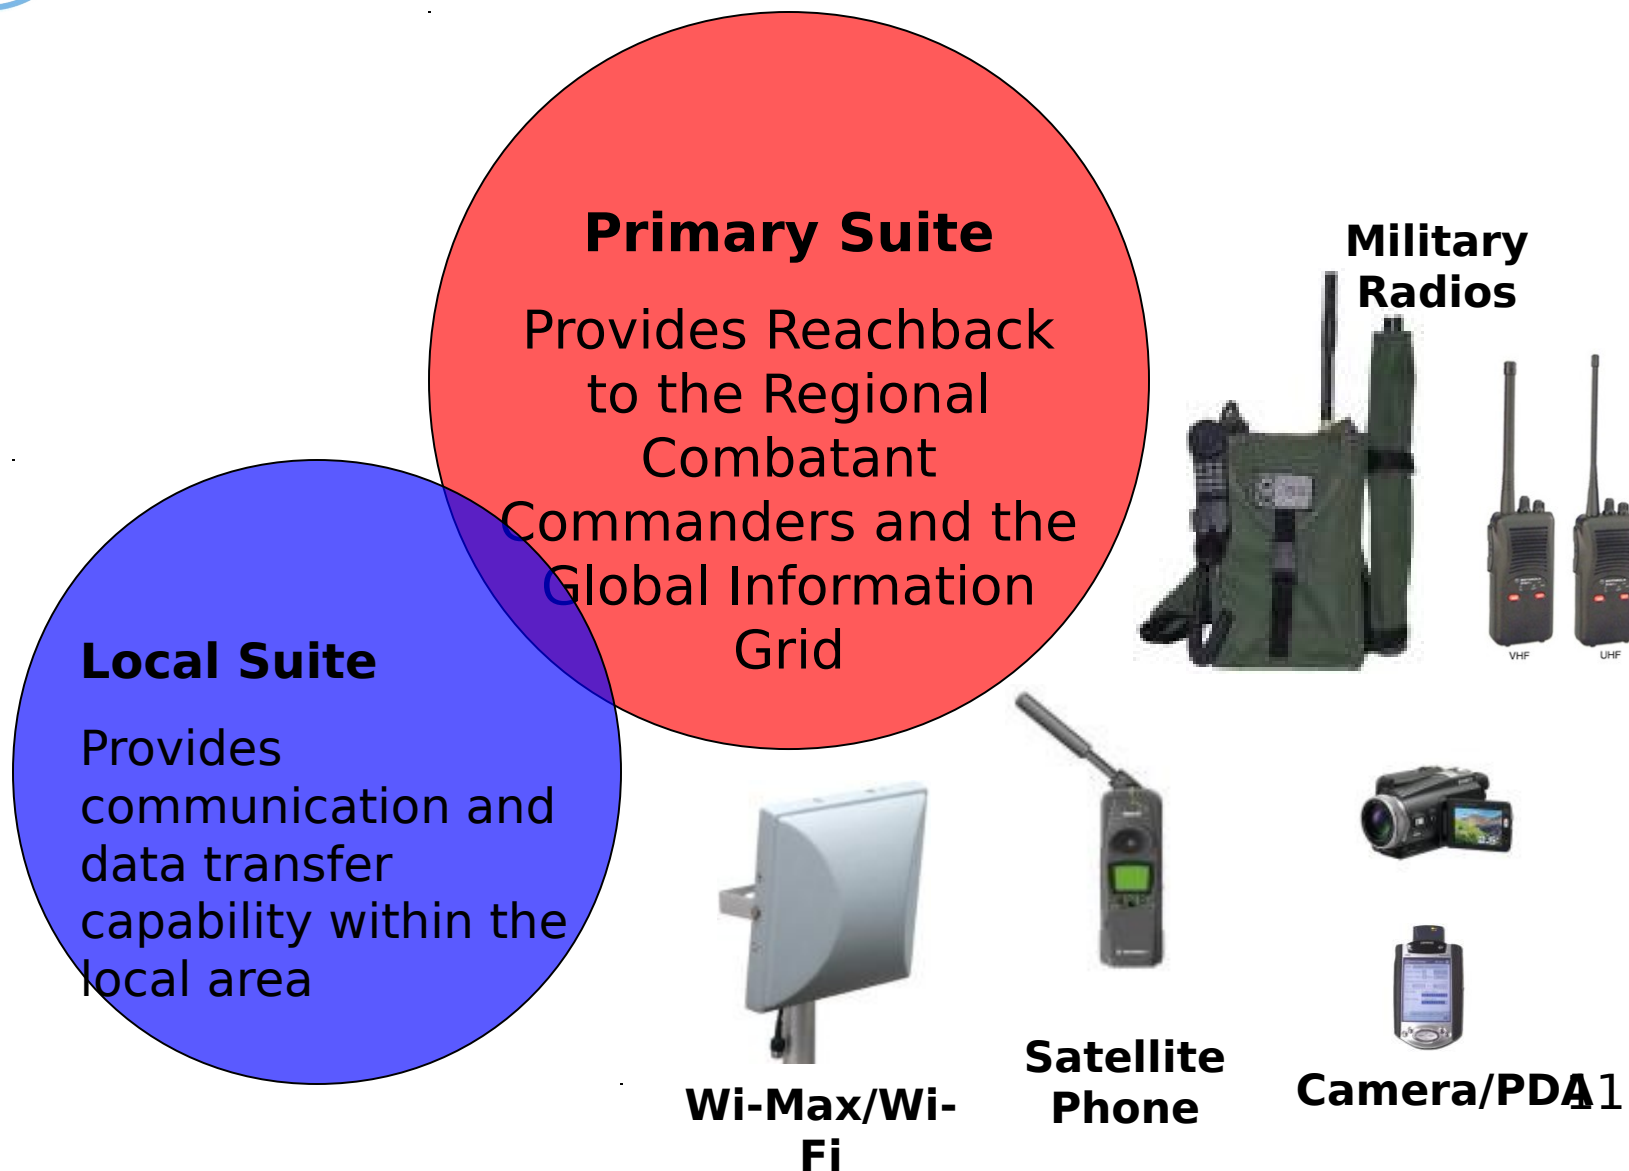 Primary Suite
Provides Reachback
to the Regional
Combatant
Commanders and the
Global Information
Grid
Military
Radios
VHF
UHF
Local Suite
Provides
communication and
data transfer
capability within the
local area
Wi-Max/Wi-
Fi
Satellite
Phone
Camera/PDA
11